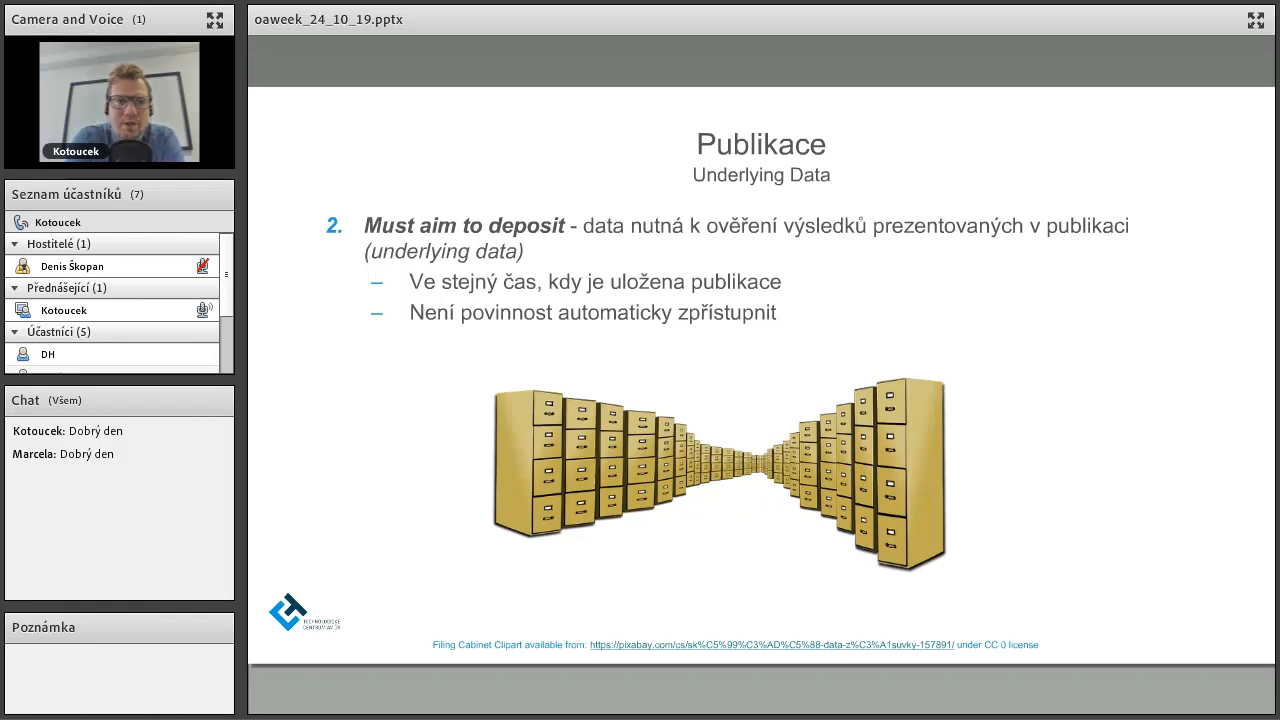 Camera and Voice (1)
Kotoucek
Seznam účastníků (7)
Kotoucek
Hostitelé (1)
Denis Škopan
Přednášející (1)
Kotoucek
Účastníci (5)
DH
Chat (Všem)
Kotoucek: Dobrý den
Marcela: Dobrý den
Poznámka
oaweek_24_10_19.pptx
Publikace
Underlying Data
2. Must aim to deposit - data nutná k ověření výsledků prezentovaných v publikaci
(underlying data)
– Ve stejný čas, kdy je uložena publikace
– Není povinnost automaticky zpřístupnit
TECHNOLOGICKÉ
CENTRUM AV ČR
Filing Cabinet Clipart available from: https://pixabay.com/cs/sk%C5%99%C3%AD%C5%88-data-z%C3%A1suvky-157891/ under CC 0 license